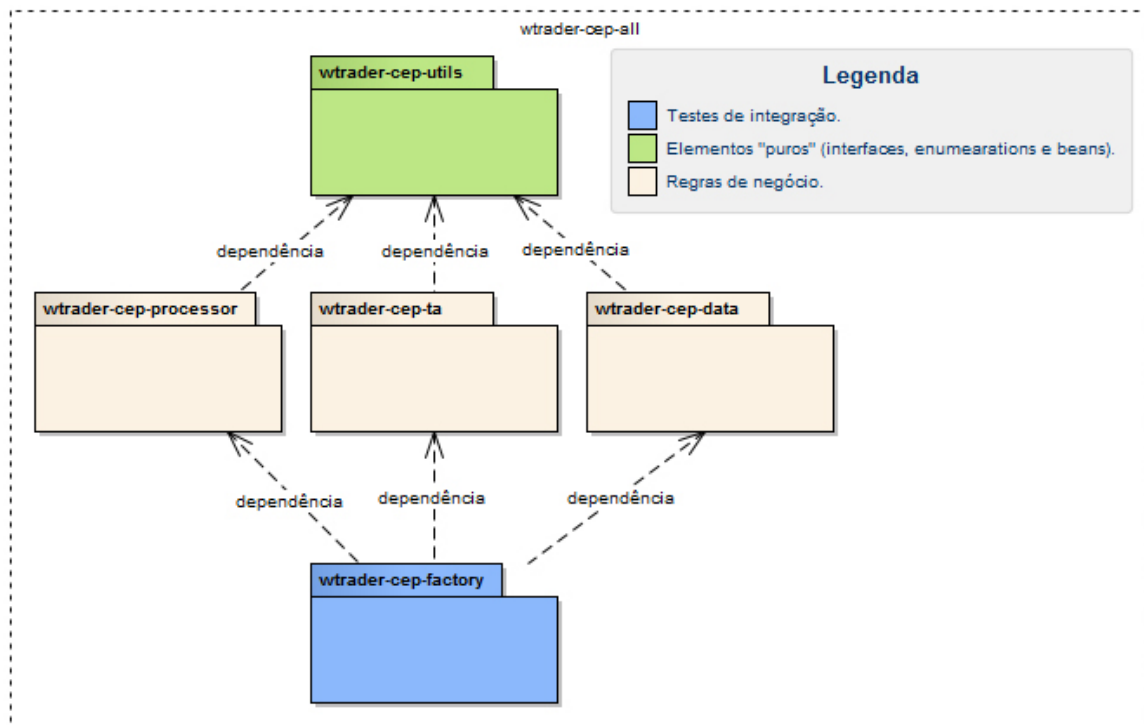 wtrader-cep-all
wtrader-cep-utils
Legenda
Testes de integração.
Elementos "puros" (interfaces, enumearations e beans).
Regras de negócio.
dependência
dependência
dependência
wtrader-cep-processor
wtrader-cep-ta
wtrader-cep-data
dependência
dependência
dependência
wtrader-cep-factory